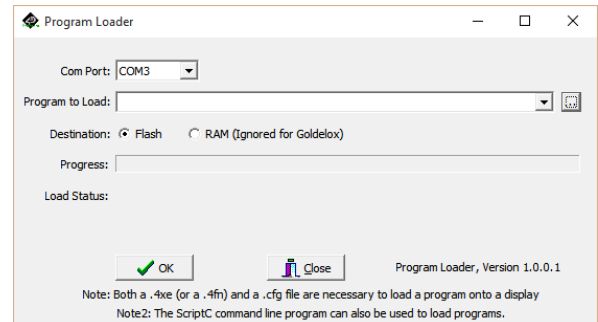 Program Loader
Com Port: COM3
Program to Load:
Destination: Flash RAM (Ignored for Goldelox)
Progress:
Load Status:
OK Close Program Loader, Version 1.0.0.1
Note: Both a .4xe (or a .4fn) and a .cfg file are necessary to load a program onto a display
Note2: The ScriptC command line program can also be used to load programs.